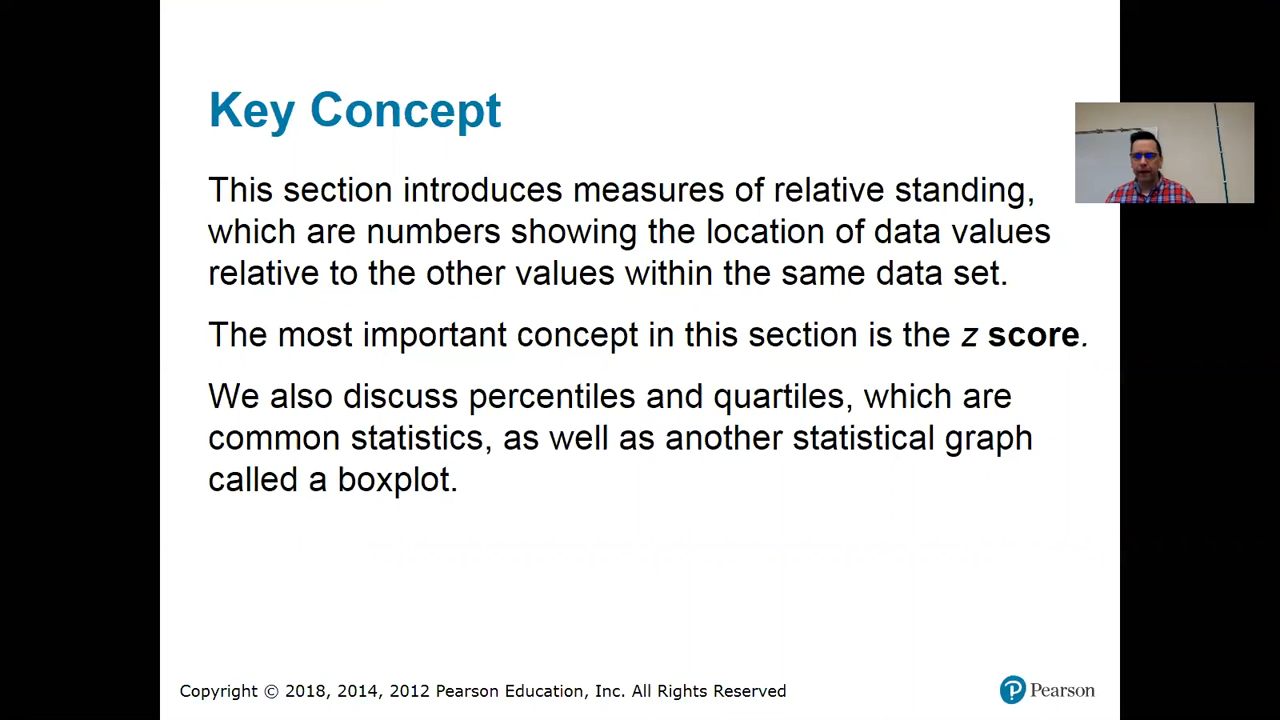 Key Concept
This section introduces measures of relative standing,
which are numbers showing the location of data values
relative to the other values within the same data set.
The most important concept in this section is the z score.
We also discuss percentiles and quartiles, which are
common statistics, as well as another statistical graph
called a boxplot.
Copyright © 2018, 2014, 2012 Pearson Education, Inc. All Rights Reserved
P Pearson